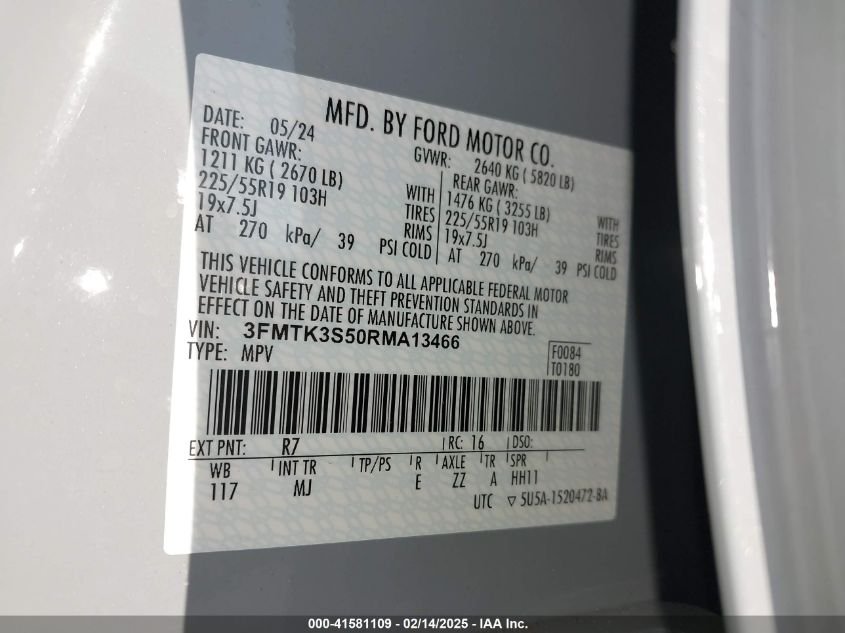 MFD. BY FORD MOTOR CO.
DATE: 05/24
GVWR: 2640 KG ( 5820 LB)
FRONT GAWR:
1211 KG ( 2670 LB)
WITH
225/55R19 103H
TIRES
19x7.5J
RIMS
AT 270 kPa/ 39 PSI COLD
REAR GAWR:
1476 KG ( 3255 LB)
WITH
225/55R19 103H
TIRES
19x7.5J
RIMS
AT 270 kPa/ 39 PSI COLD
THIS VEHICLE CONFORMS TO ALL APPLICABLE FEDERAL MOTOR
VEHICLE SAFETY AND THEFT PREVENTION STANDARDS IN
EFFECT ON THE DATE OF MANUFACTURE SHOWN ABOVE.
VIN: 3FMTK3S50RMA13466
TYPE: MPV
F0084
T0180
EXT PNT: R7 RC: 16 DSO:
WB INT TR TP/PS R AXLE TR SPR
117 MJ E ZZ A HH11
UTC ▽ 5U5A-1520472-BA
000-41581109 - 02/14/2025 - IAA Inc.